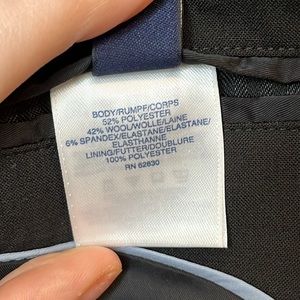 BODY/RUMPF/CORPS
52% POLYESTER
42% WOOL/WOLLE/LAINE
6% SPANDEX/ELASTANE/ELASTANE/
ELASTHANNE
LINING/FUTTER/DOUBLURE
100% POLYESTER
RN 62830